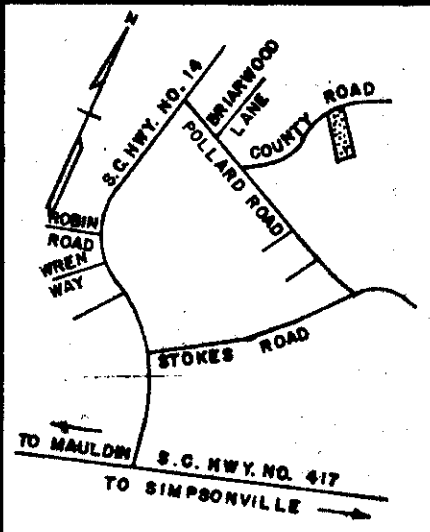 N
S.C. HWY. NO. 14
BRIARWOOD
LANE
COUNTY ROAD
POLLARD ROAD
ROBIN
ROAD
WREN
WAY
STOKES ROAD
TO MAULDIN
S.C. HWY. NO. 417
TO SIMPSONVILLE